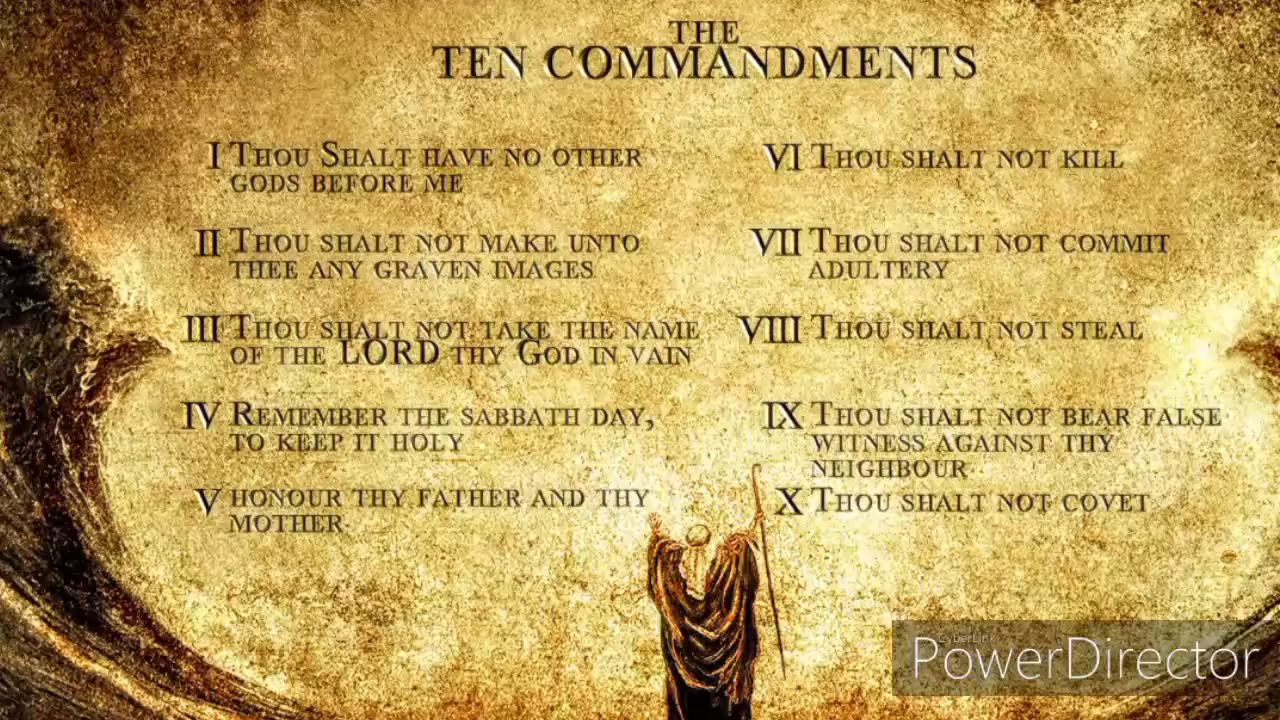 THE
TEN COMMANDMENTS
I THOU SHALT HAVE NO OTHER
GODS BEFORE ME
II THOU SHALT NOT MAKE UNTO
THEE ANY GRAVEN IMAGES
III THOU SHALT NOT TAKE THE NAME
OF THE LORD THY GOD IN VAIN
IV REMEMBER THE SABBATH DAY,
TO KEEP IT HOLY
V HONOUR THY FATHER AND THY
MOTHER
VI THOU SHALT NOT KILL
VII THOU SHALT NOT COMMIT
ADULTERY
VIII THOU SHALT NOT STEAL
IX THOU SHALT NOT BEAR FALSE
WITNESS AGAINST THY
NEIGHBOUR
X THOU SHALT NOT COVET
CyberLink
PowerDirector